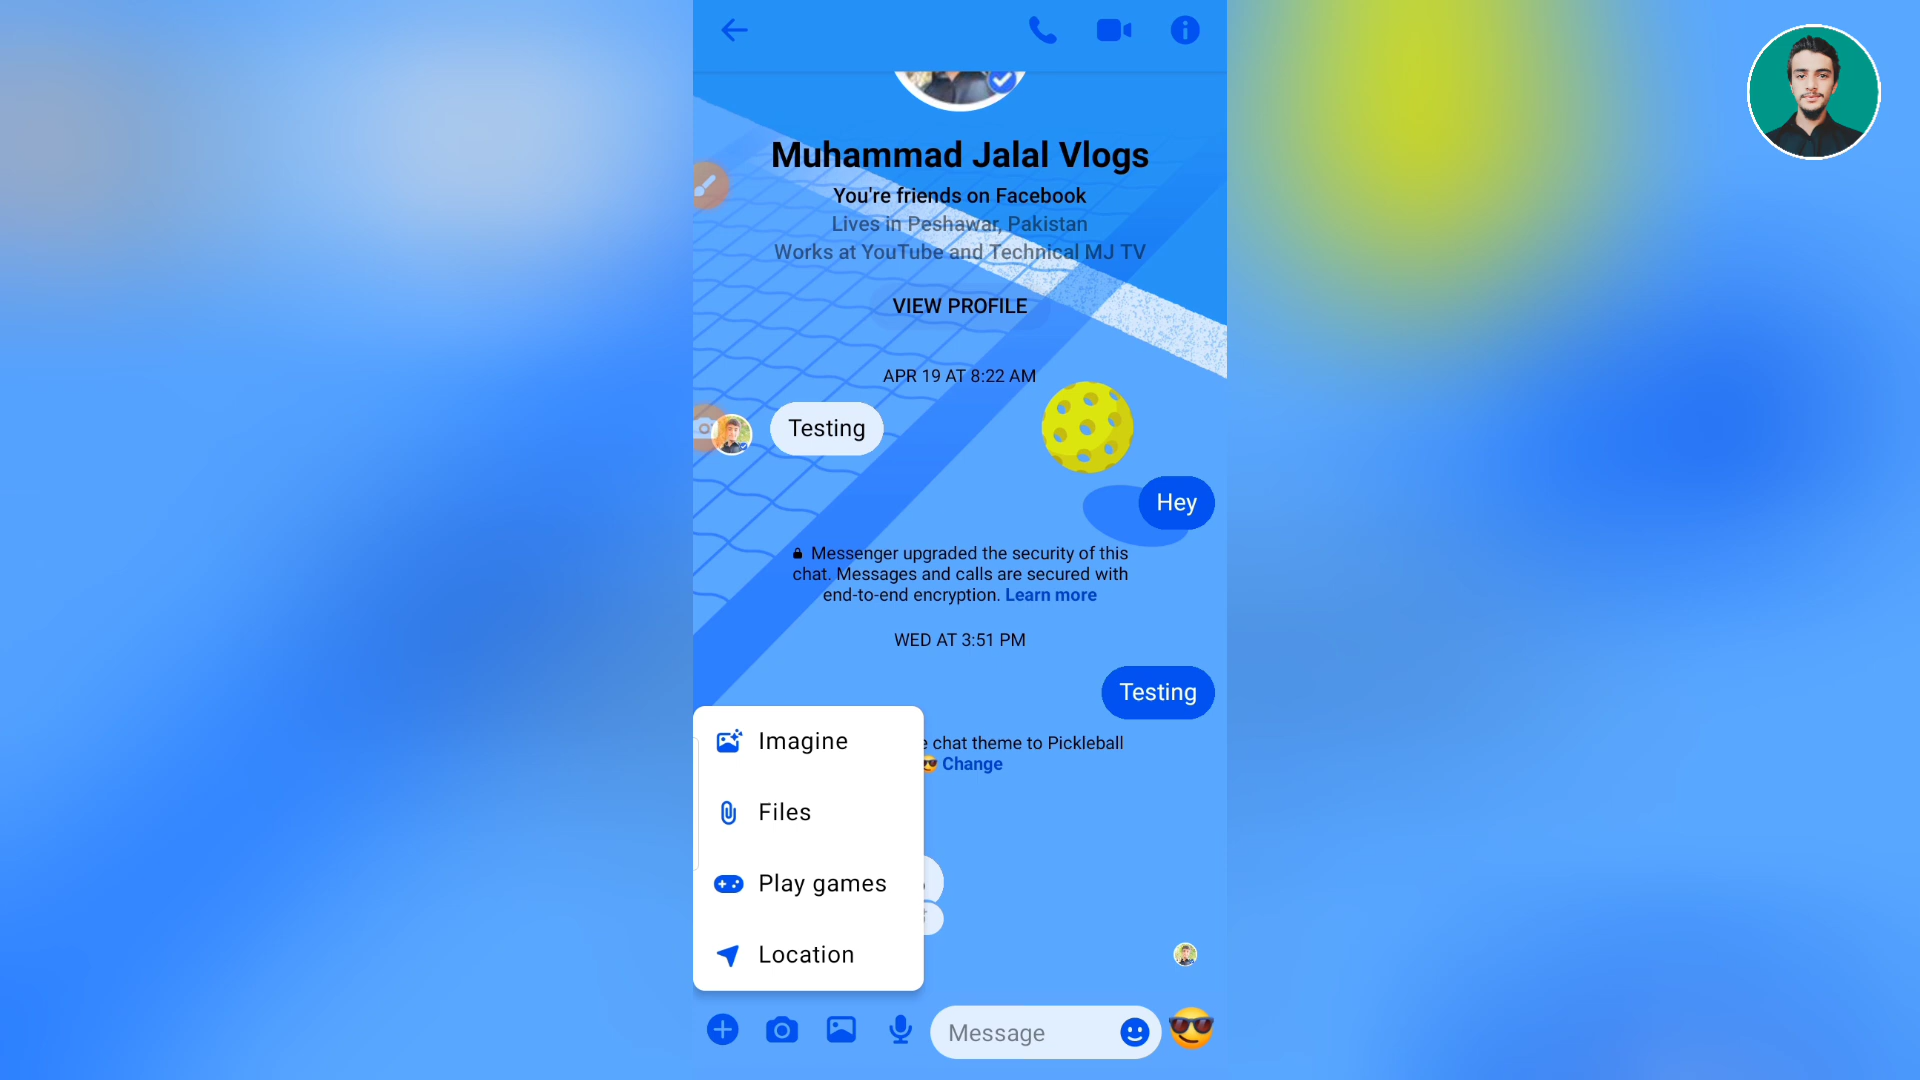 Muhammad Jalal Vlogs
You're friends on Facebook
Lives in Peshawar, Pakistan
Works at YouTube and Technical MJ TV
VIEW PROFILE
APR 19 AT 8:22 AM
Testing
Hey
Messenger upgraded the security of this
chat. Messages and calls are secured with
end-to-end encryption. Learn more
WED AT 3:51 PM
Testing
chat theme to Pickleball
😎 Change
Imagine
Files
Play games
Location
Message